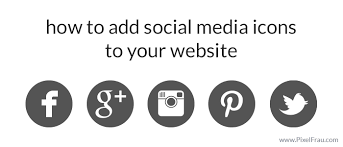 how to add social media icons
to your website
f g+
www.PixelFrau.com